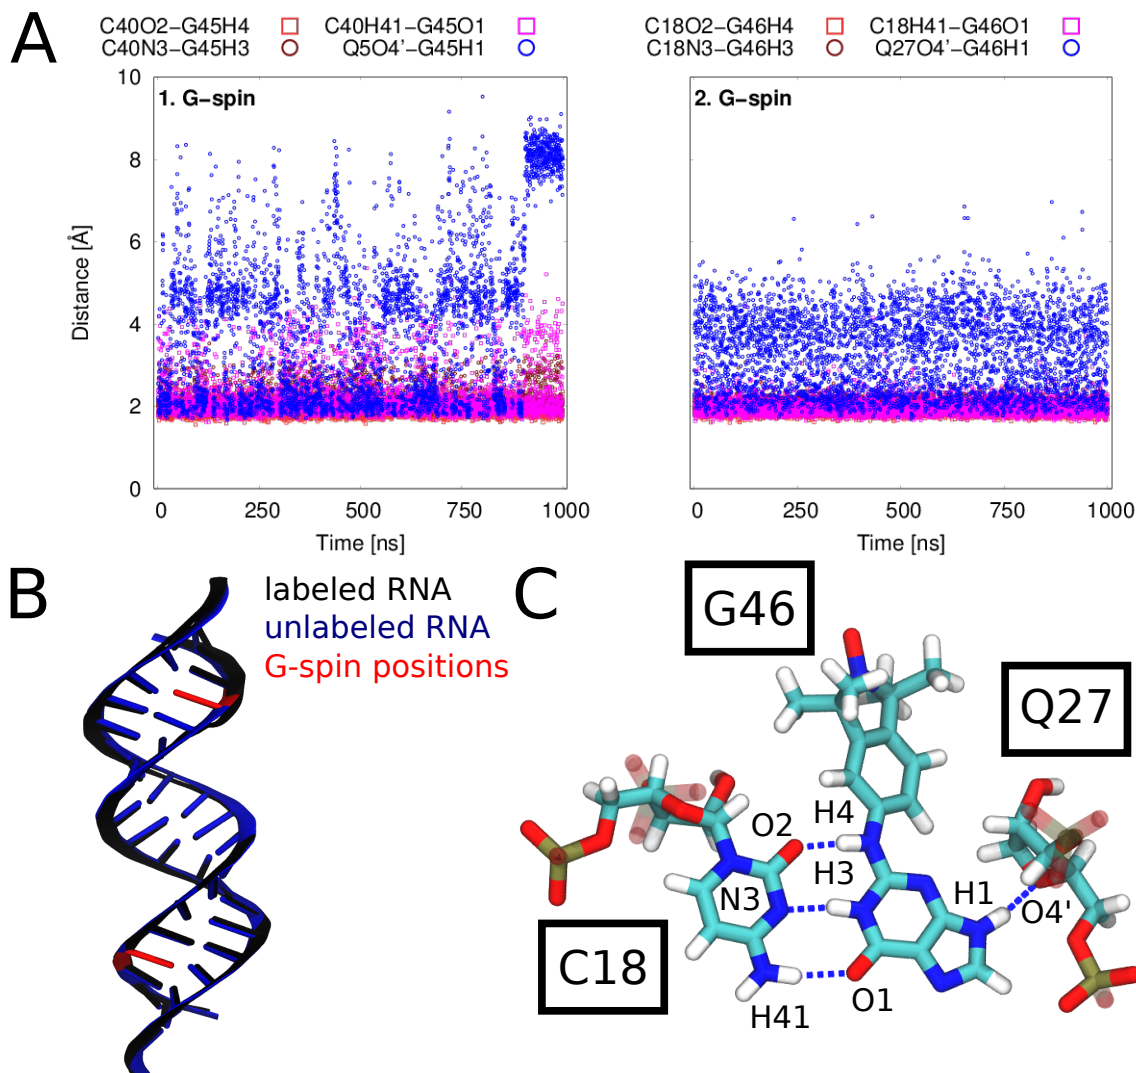 A
C40O2−G45H4 C40H41−G45O1
C40N3−G45H3 Q5O4'−G45H1
C18O2−G46H4 C18H41−G46O1
C18N3−G46H3 Q27O4'−G46H1
1. G−spin
2. G−spin
10
8
6
4
2
0
Distance [Å]
0 250 500 750 1000
Time [ns]
0 250 500 750 1000
Time [ns]
B
labeled RNA
unlabeled RNA
G-spin positions
C
G46
Q27
C18
O2
H4
H3
N3
H1
O4'
O1
H41